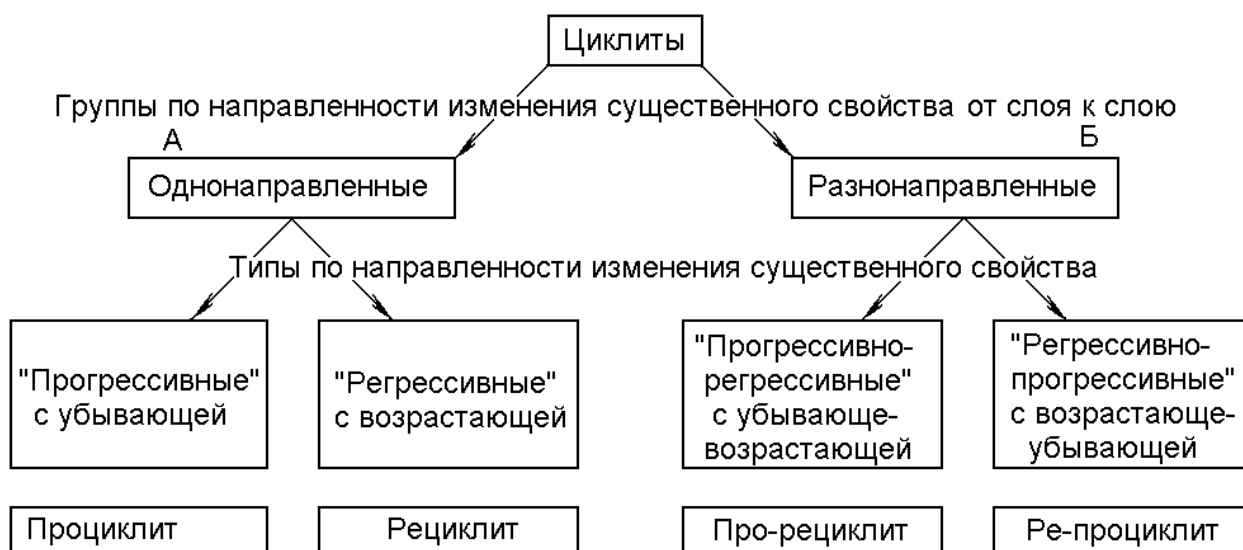 Циклиты
Группы по направленности изменения существенного свойства от слоя к слою
А
Б
Однонаправленные
Разнонаправленные
Типы по направленности изменения существенного свойства
"Прогрессивные"
с убывающей
"Регрессивные"
с возрастающей
"Прогрессивно-
регрессивные"
с убывающе-
возрастающей
"Регрессивно-
прогрессивные"
с возрастающе-
убывающей
Проциклит
Рециклит
Про-рециклит
Ре-проциклит